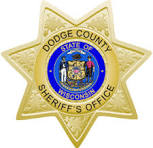 DODGE COUNTY
STATE OF
WISCONSIN
SHERIFF'S OFFICE